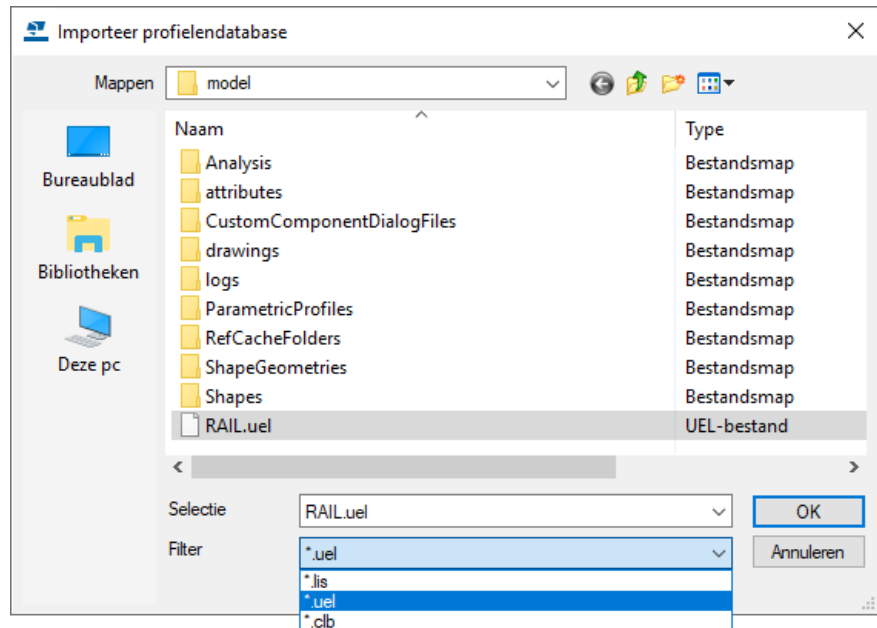 Importeer profielendatabase
Mappen model
Naam Type
Bureaublad
Bibliotheken
Deze pc
Analysis Bestandsmap
attributes Bestandsmap
CustomComponentDialogFiles Bestandsmap
drawings Bestandsmap
logs Bestandsmap
ParametricProfiles Bestandsmap
RefCacheFolders Bestandsmap
ShapeGeometries Bestandsmap
Shapes Bestandsmap
RAIL.uel UEL-bestand
Selectie RAIL.uel OK
Filter *.uel Annuleren
*.lis
*.uel
*.clb